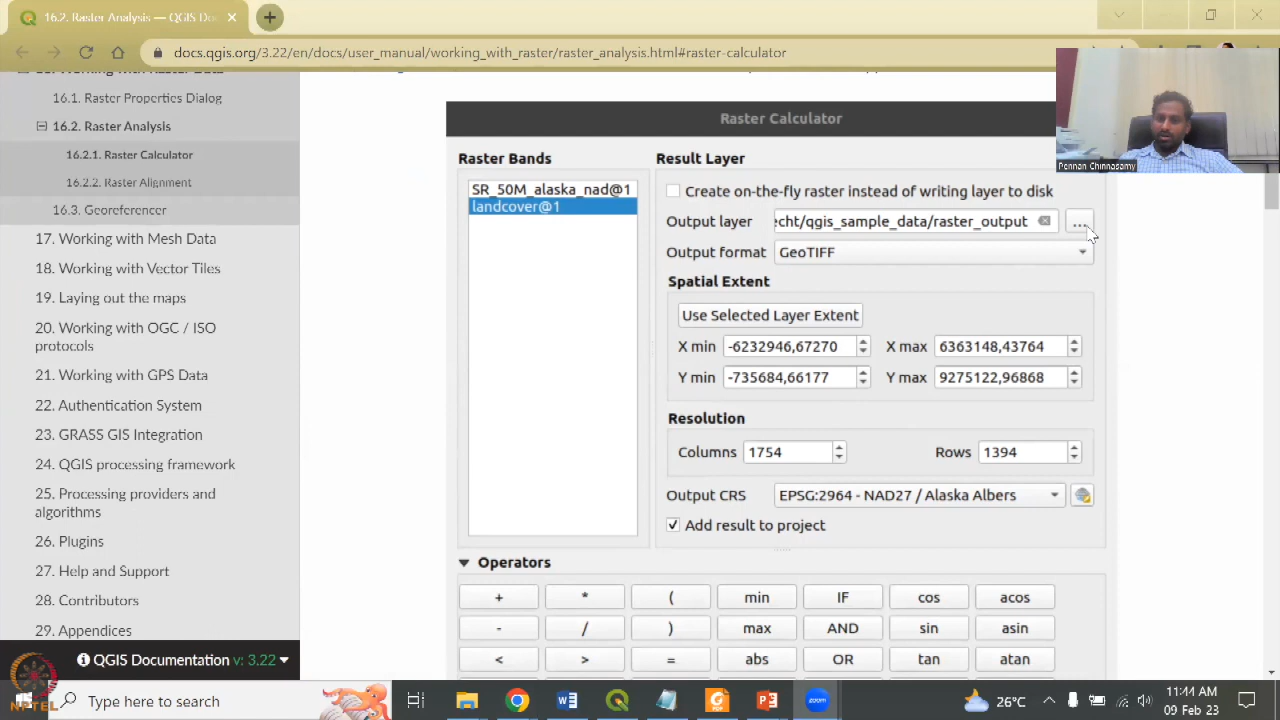 16.2. Raster Analysis — QGIS Do
docs.qgis.org/3.22/en/docs/user_manual/working_with_raster/raster_analysis.html#raster-calculator
16.1. Raster Properties Dialog
16.2. Raster Analysis
16.2.1. Raster Calculator
16.2.2. Raster Alignment
16.3. Georeferencer
17. Working with Mesh Data
18. Working with Vector Tiles
19. Laying out the maps
20. Working with OGC / ISO
protocols
21. Working with GPS Data
22. Authentication System
23. GRASS GIS Integration
24. QGIS processing framework
25. Processing providers and
algorithms
26. Plugins
27. Help and Support
28. Contributors
29. Appendices
QGIS Documentation v: 3.22
Raster Calculator
Raster Bands
SR_50M_alaska_nad@1
landcover@1
Result Layer
Create on-the-fly raster instead of writing layer to disk
Output layer echt/qgis_sample_data/raster_output ...
Output format GeoTIFF
Spatial Extent
Use Selected Layer Extent
X min -6232946,67270 X max 6363148,43764
Y min -735684,66177 Y max 9275122,96868
Resolution
Columns 1754 Rows 1394
Output CRS EPSG:2964 - NAD27 / Alaska Albers
Add result to project
Operators
+ * ( min IF cos acos
- / ) max AND sin asin
< > = abs OR tan atan
Pennan Chinnasamy
NPTEL
Type here to search
26°C
11:44 AM
09 Feb 23